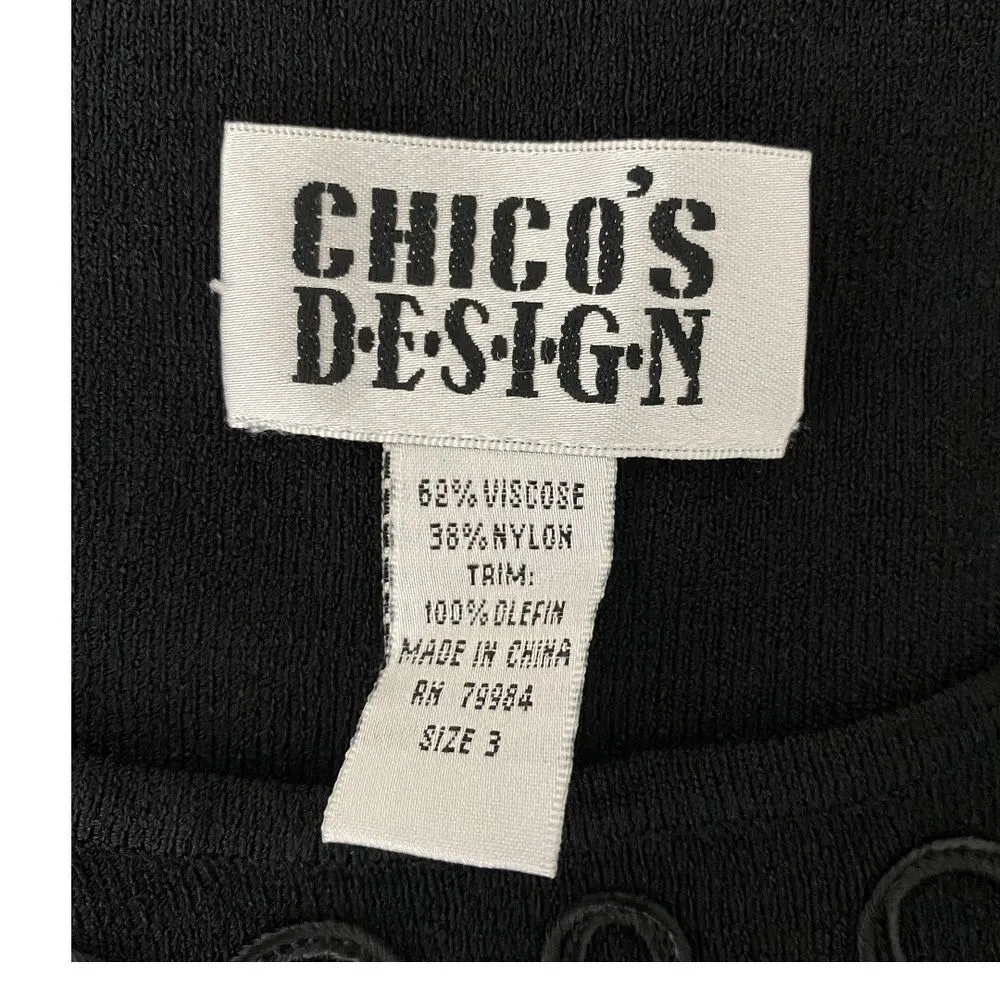 CHICO'S
D•E•S•I•G•N
62% VISCOSE
38% NYLON
TRIM:
100% OLEFIN
MADE IN CHINA
RN 79984
SIZE 3